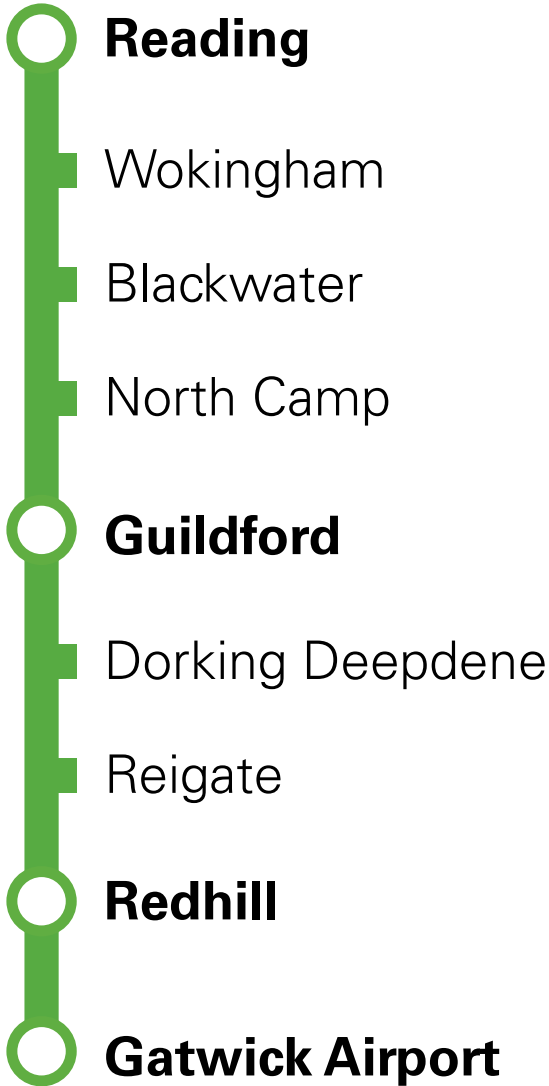 Reading
Wokingham
Blackwater
North Camp
Guildford
Dorking Deepdene
Reigate
Redhill
Gatwick Airport